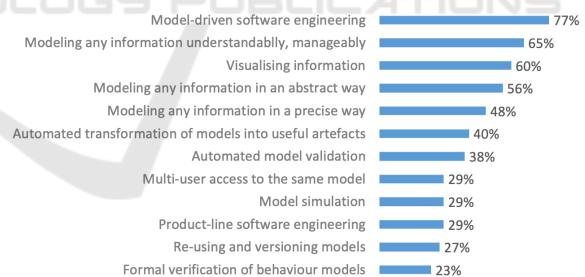 LOGY PUBLICATIONS
Model-driven software engineering 77%
Modeling any information understandablly, manageably 65%
Visualising information 60%
Modeling any information in an abstract way 56%
Modeling any information in a precise way 48%
Automated transformation of models into useful artefacts 40%
Automated model validation 38%
Multi-user access to the same model 29%
Model simulation 29%
Product-line software engineering 29%
Re-using and versioning models 27%
Formal verification of behaviour models 23%